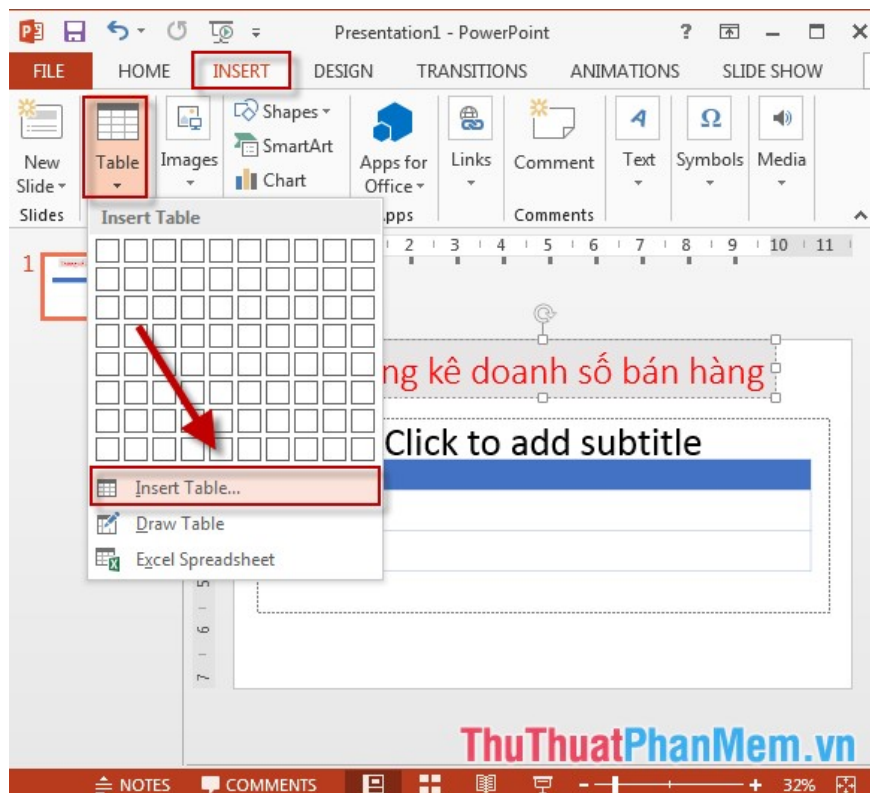 Presentation1 - PowerPoint
FILE HOME INSERT DESIGN TRANSITIONS ANIMATIONS SLIDE SHOW
New Slide
Table
Images
Shapes
SmartArt
Chart
Apps for Office
Links
Comment
Text
Symbols
Media
Slides
pps
Comments
Insert Table
2 3 4 5 6 7 8 9 10 11
1
ng kê doanh số bán hàng
Click to add subtitle
Insert Table...
Draw Table
Excel Spreadsheet
5
6
7
ThuThuatPhanMem.vn
NOTES COMMENTS 32%